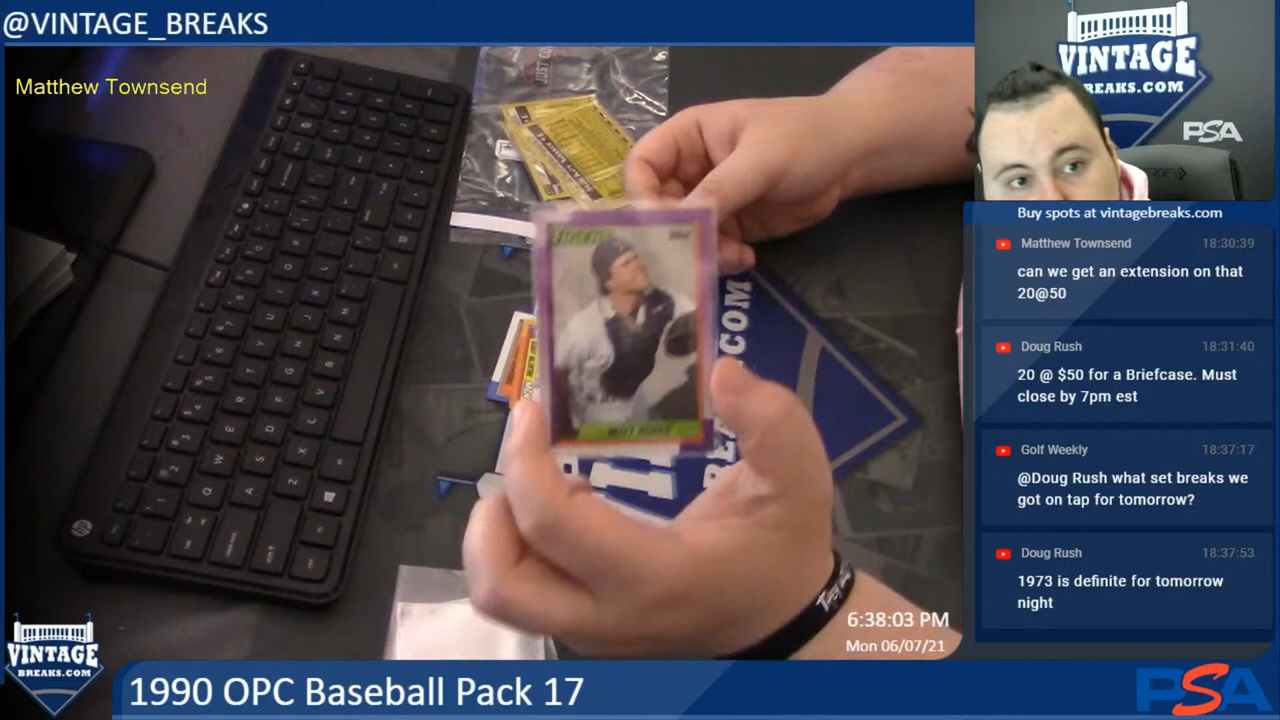 @VINTAGE_BREAKS
Matthew Townsend
VINTAGE
BREAKS.COM
PSA
Buy spots at vintagebreaks.com
Matthew Townsend 18:30:39
can we get an extension on that
20@50
Doug Rush 18:31:40
20 @ $50 for a Briefcase. Must
close by 7pm est
Golf Weekly 18:37:17
@Doug Rush what set breaks we
got on tap for tomorrow?
Doug Rush 18:37:53
1973 is definite for tomorrow
night
6:38:03 PM
Mon 06/07/21
VINTAGE
BREAKS.COM
1990 OPC Baseball Pack 17
PSA